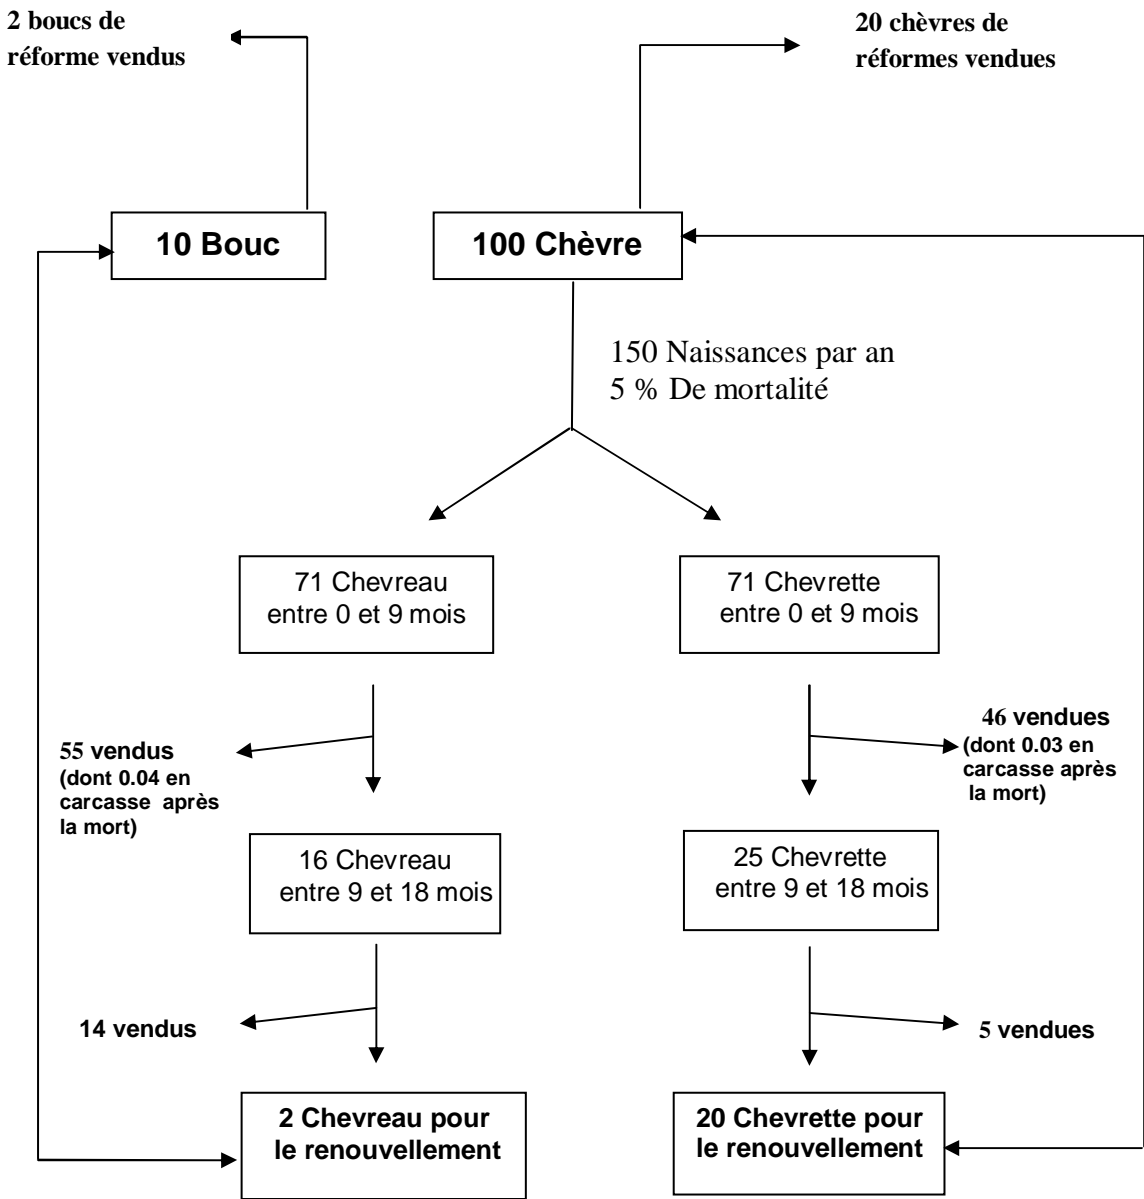 2 boucs de
réforme vendus
20 chèvres de
réformes vendues
10 Bouc
100 Chèvre
150 Naissances par an
5 % De mortalité
71 Chevreau
entre 0 et 9 mois
71 Chevrette
entre 0 et 9 mois
55 vendus
(dont 0.04 en
carcasse après
la mort)
46 vendues
(dont 0.03 en
carcasse après
la mort)
16 Chevreau
entre 9 et 18 mois
25 Chevrette
entre 9 et 18 mois
14 vendus
5 vendues
2 Chevreau pour
le renouvellement
20 Chevrette pour
le renouvellement